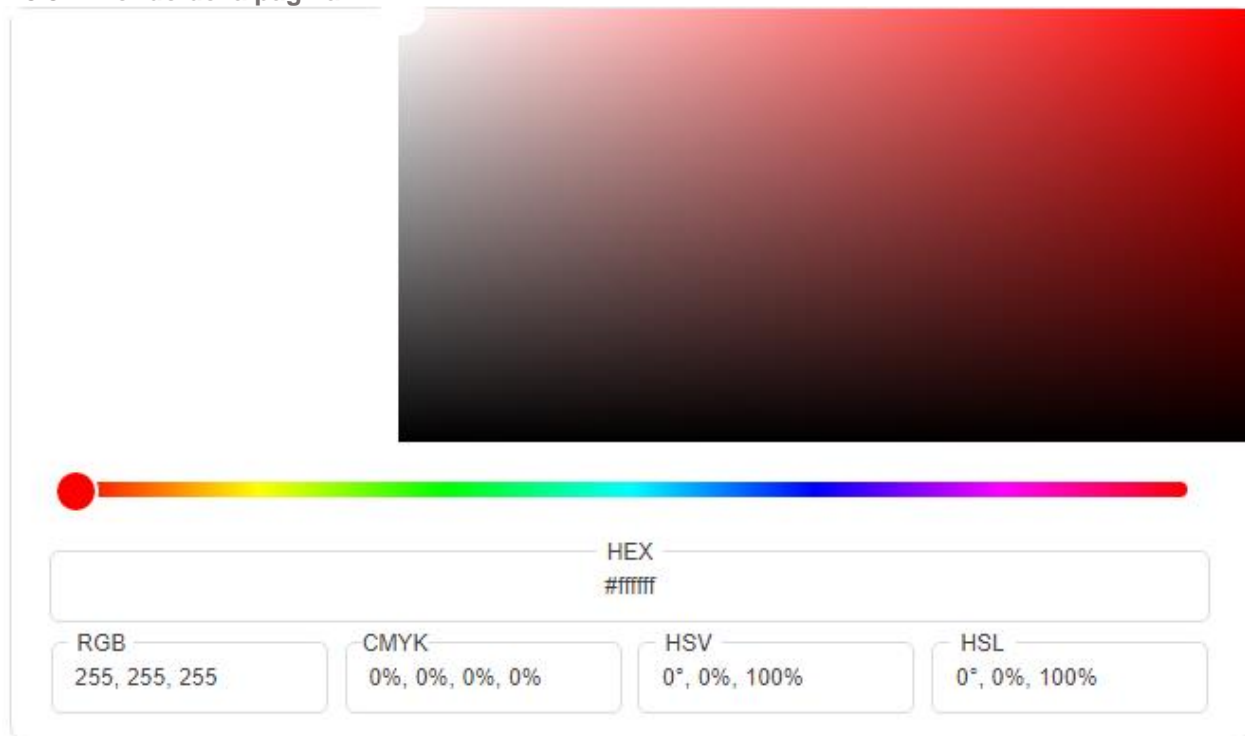 HEX
#ffffff
RGB
CMYK
HSV
HSL
255, 255, 255
0%, 0%, 0%, 0%
0°, 0%, 100%
0°, 0%, 100%